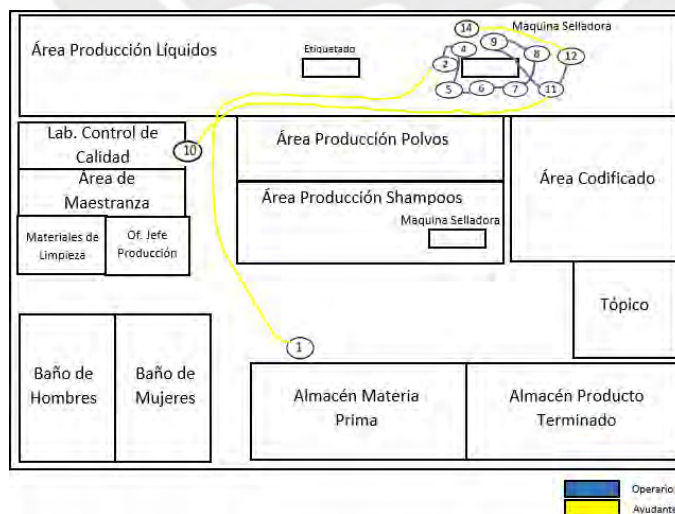 14
Maquina Selladora
Área Producción Líquidos
Etiquetado
4
9
2
8
12
5
6
7
11
Lab. Control de
Calidad
10
Área Producción Polvos
Área de
Maestranza
Área Codificado
Área Producción Shampoos
Maquina Selladora
Materiales de
Limpieza
Of. Jefe
Producción
Tópico
1
Baño de
Hombres
Baño de
Mujeres
Almacén Materia
Prima
Almacén Producto
Terminado
Operario
Ayudante